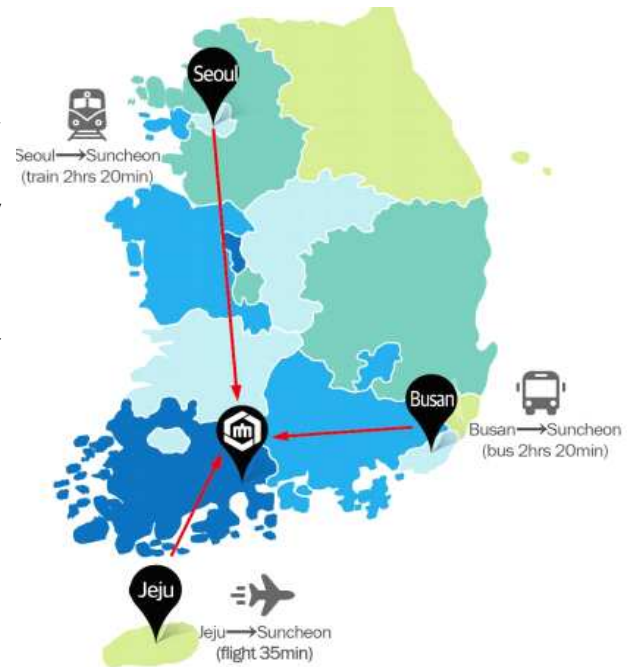 Seoul
Seoul→Suncheon
(train 2hrs 20min)
Busan
Busan→Suncheon
(bus 2hrs 20min)
Jeju
Jeju→Suncheon
(flight 35min)